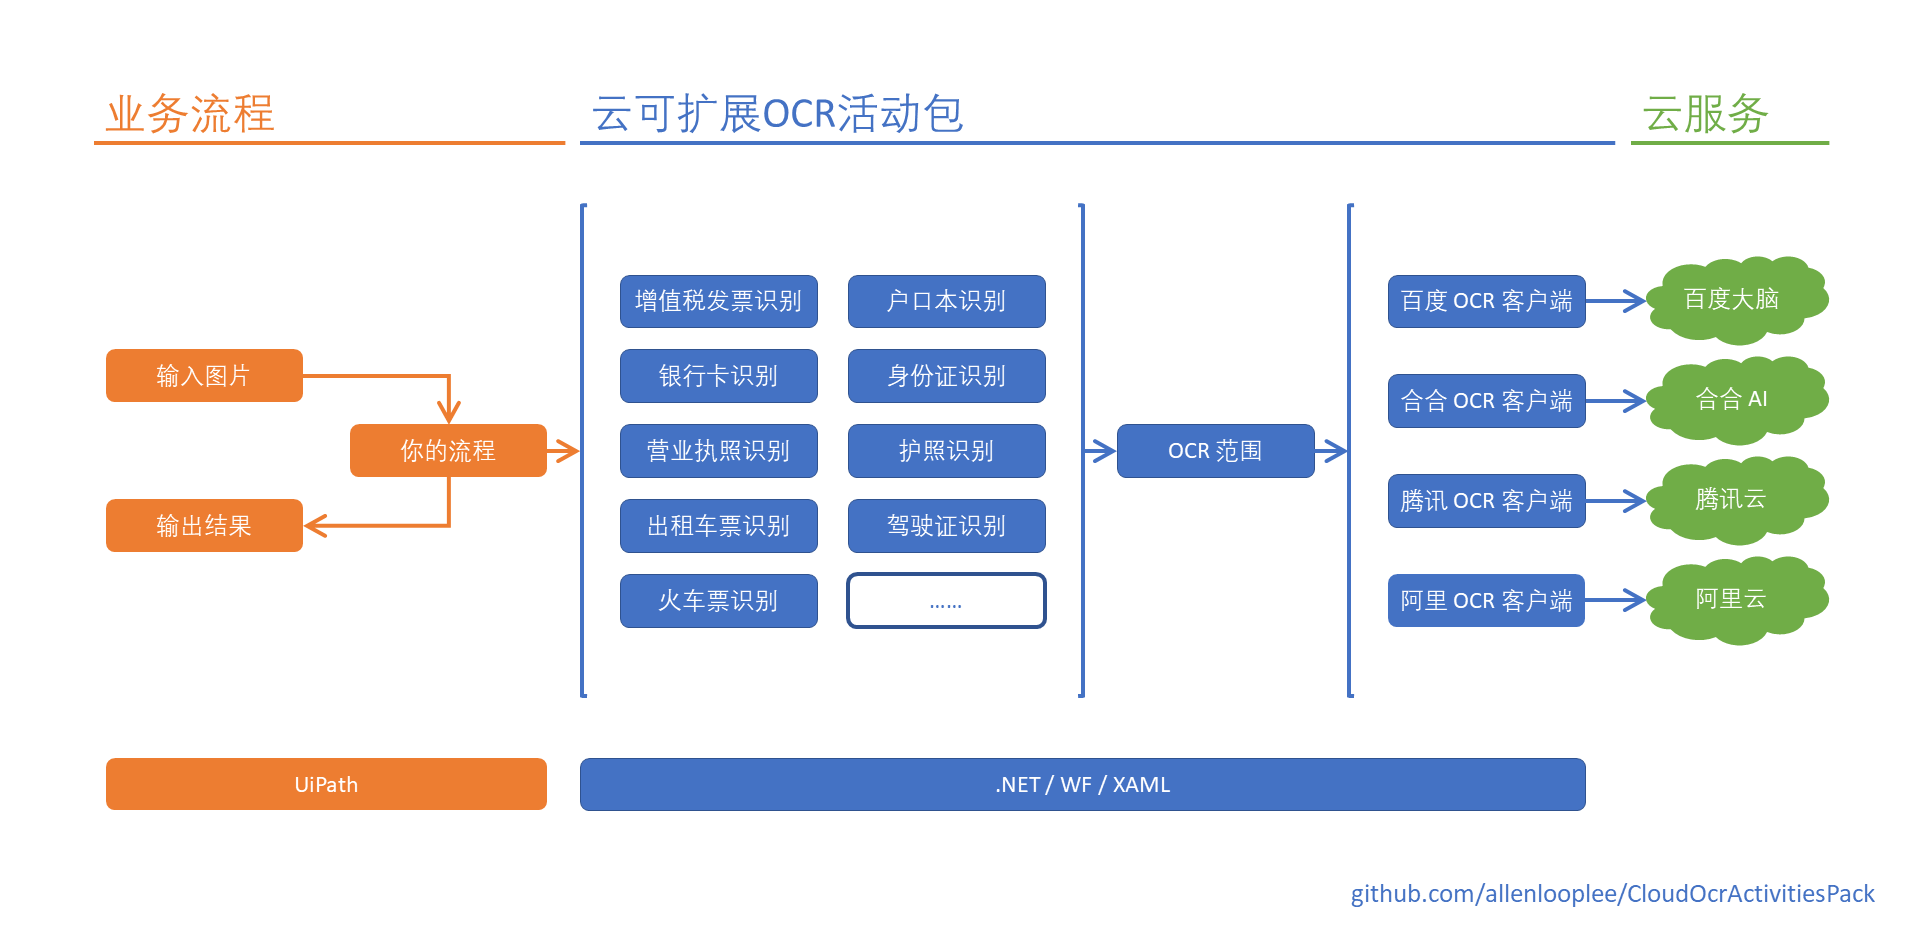 业务流程
云可扩展OCR活动包
云服务
输入图片
你的流程
输出结果
增值税发票识别
户口本识别
银行卡识别
身份证识别
营业执照识别
护照识别
出租车票识别
驾驶证识别
火车票识别
......
OCR 范围
百度 OCR 客户端
百度大脑
合合 OCR 客户端
合合 AI
腾讯 OCR 客户端
腾讯云
阿里 OCR 客户端
阿里云
UiPath
.NET / WF / XAML
github.com/allenlooplee/CloudOcrActivitiesPack